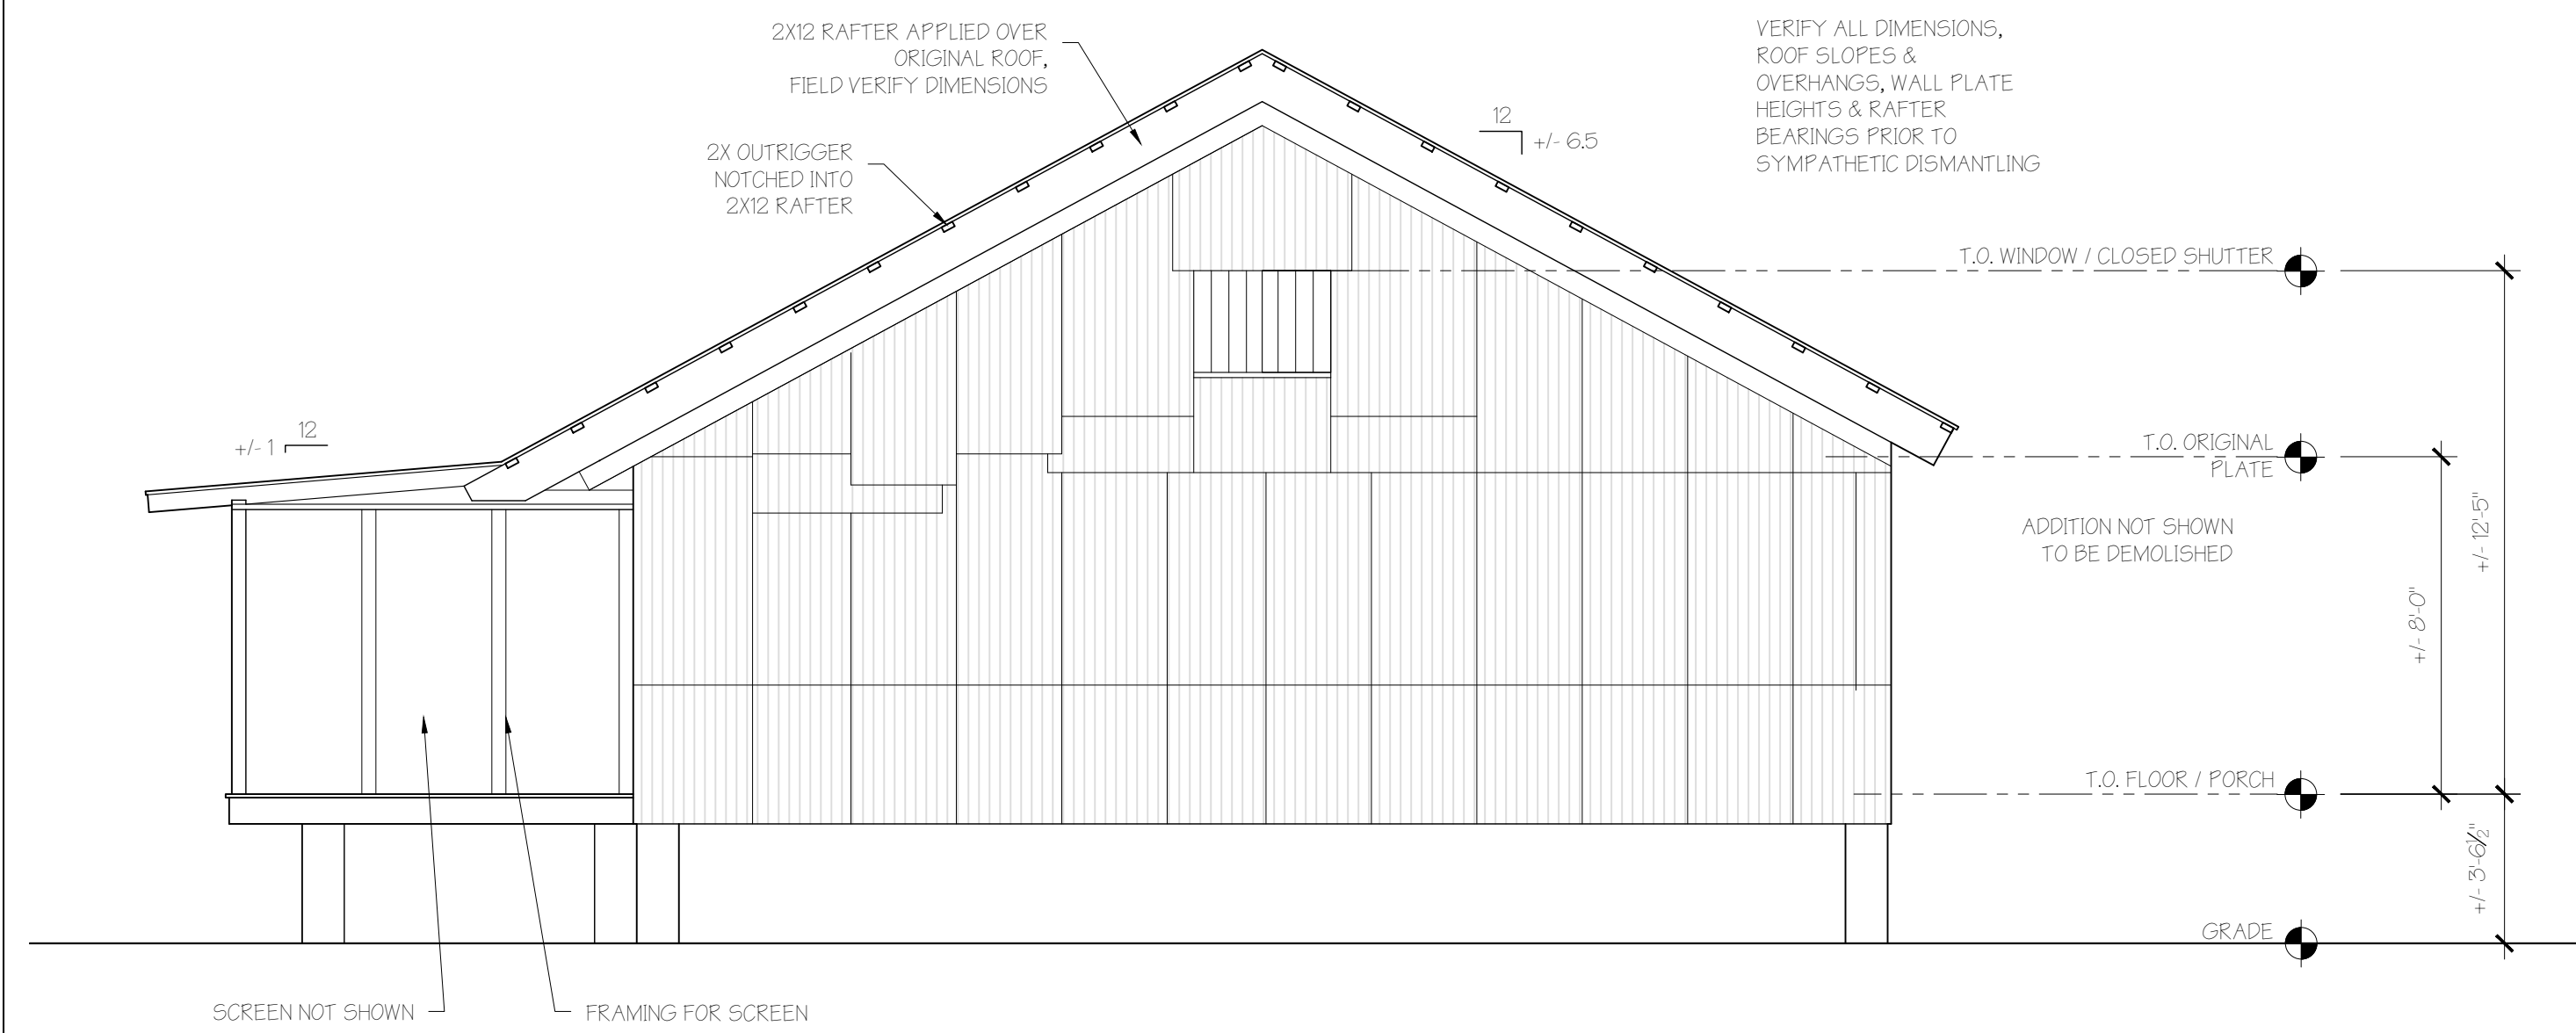 2X12 RAFTER APPLIED OVER
ORIGINAL ROOF,
FIELD VERIFY DIMENSIONS
2X OUTRIGGER
NOTCHED INTO
2X12 RAFTER
VERIFY ALL DIMENSIONS,
ROOF SLOPES &
OVERHANGS, WALL PLATE
HEIGHTS & RAFTER
BEARINGS PRIOR TO
SYMPATHETIC DISMANTLING
12
+/- 6.5
T.O. WINDOW / CLOSED SHUTTER
12
+/- 1
T.O. ORIGINAL
PLATE
ADDITION NOT SHOWN
TO BE DEMOLISHED
+/- 12'-5"
+/- 8'-0"
T.O. FLOOR / PORCH
+/- 3'-6½"
GRADE
SCREEN NOT SHOWN
FRAMING FOR SCREEN